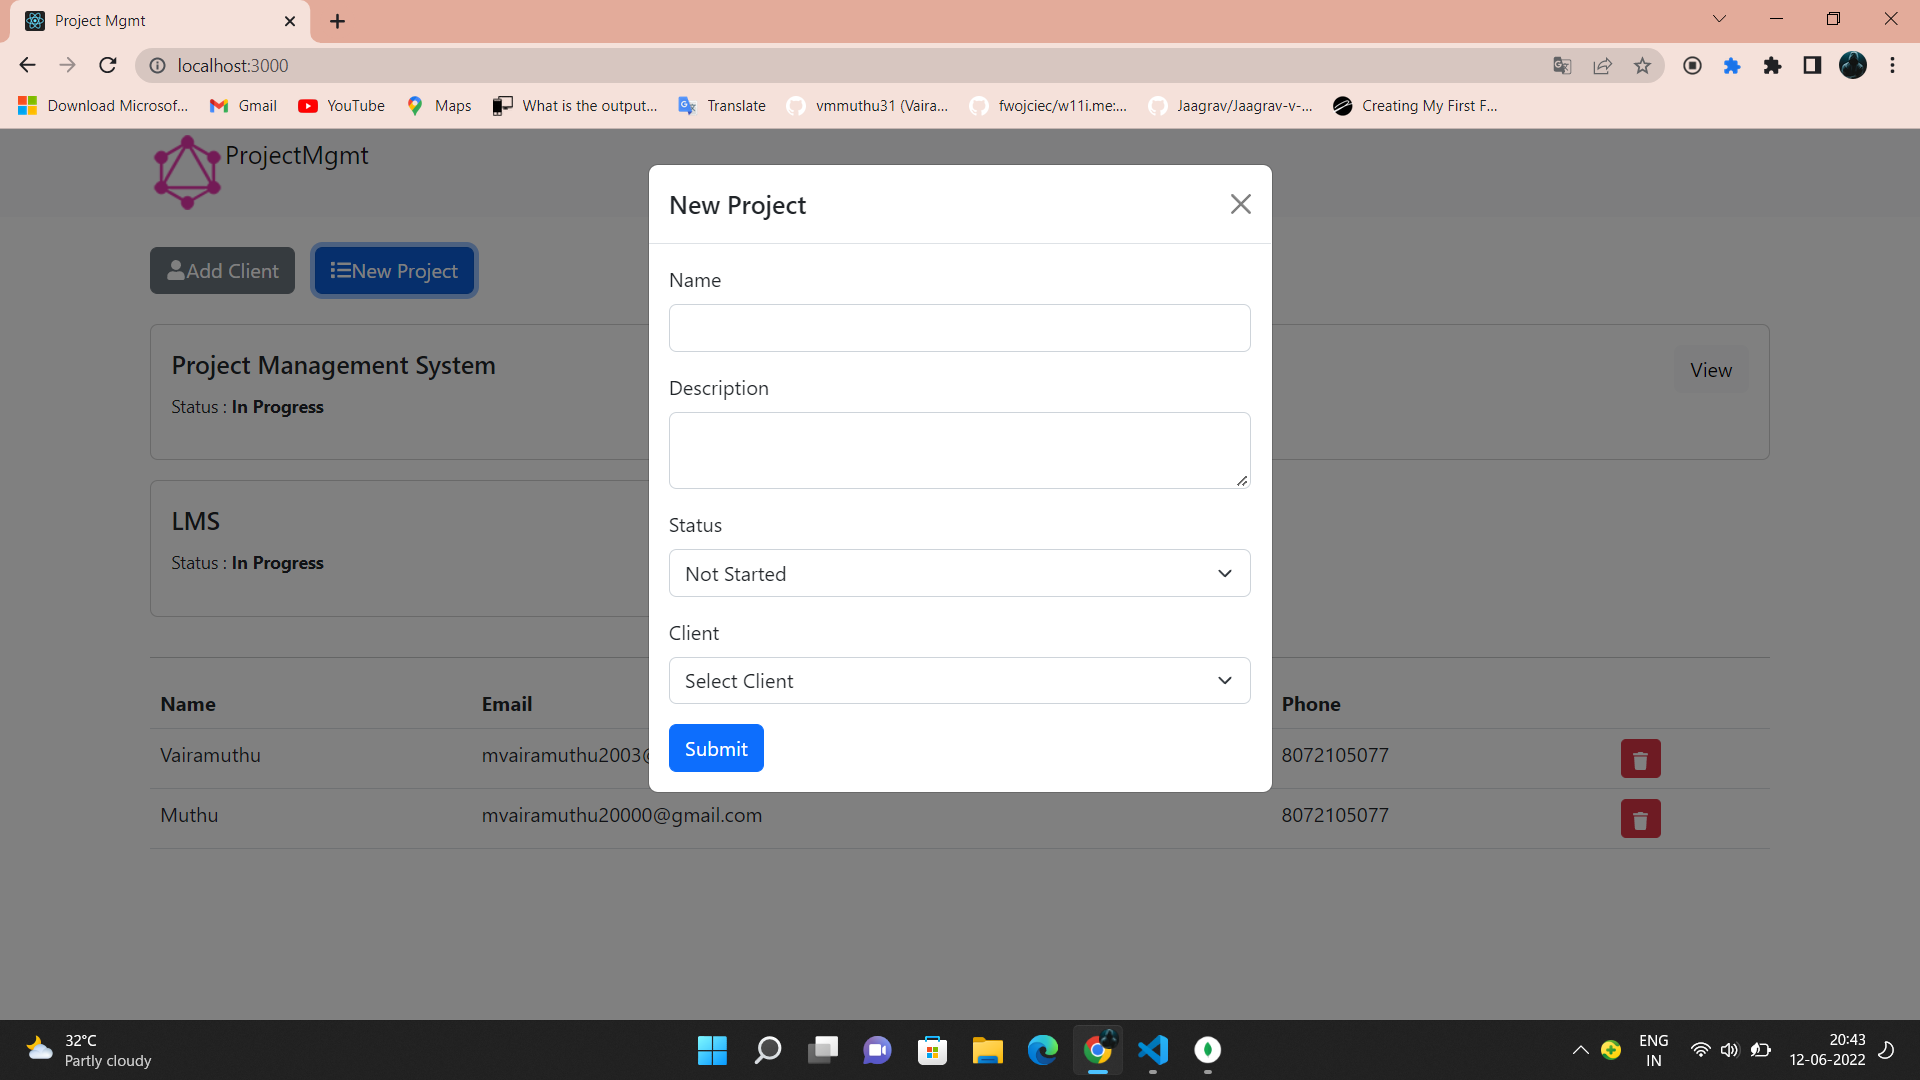 Project Mgmt
localhost:3000
Download Microsof...
Gmail
YouTube
Maps
What is the output...
Translate
vmmuthu31 (Vaira...
fwojciec/w11i.me:...
Jaagrav/Jaagrav-v-...
Creating My First F...
ProjectMgmt
Add Client
New Project
Project Management System
Status : In Progress
View
LMS
Status : In Progress
New Project
Name
Description
Status
Not Started
Client
Select Client
Submit
Name Email Phone
Vairamuthu mvairamuthu2003@ 8072105077
Muthu mvairamuthu20000@gmail.com 8072105077
32°C
Partly cloudy
ENG
IN
20:43
12-06-2022